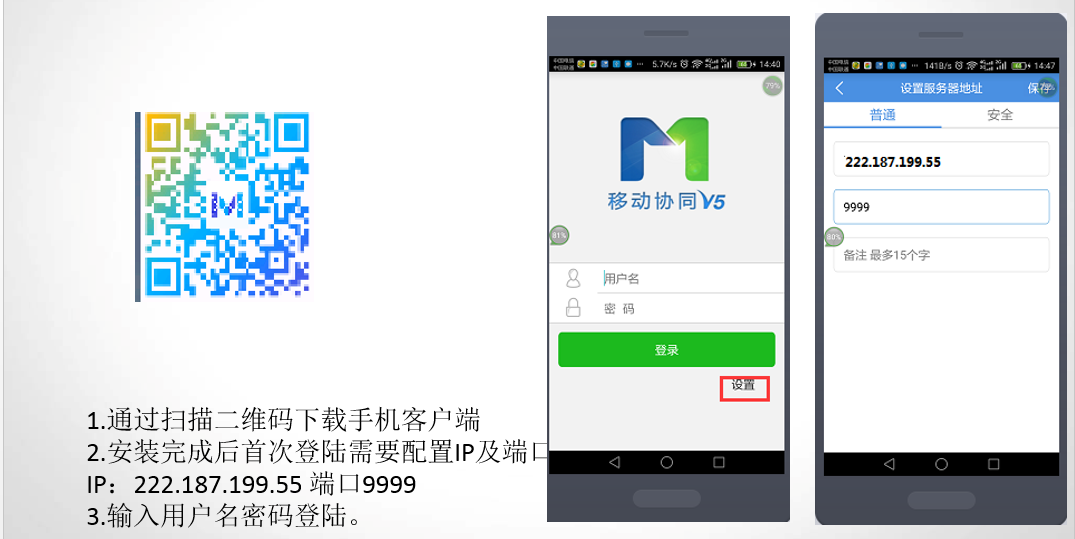 1.通过扫描二维码下载手机客户端
2.安装完成后首次登陆需要配置IP及端口
IP：222.187.199.55 端口9999
3.输入用户名密码登陆。
5.7K/s
14:40
79%
移动协同V5
81%
用户名
密 码
登录
设置
141B/s
14:47
设置服务器地址
保存
普通
安全
222.187.199.55
9999
80%
备注 最多15个字